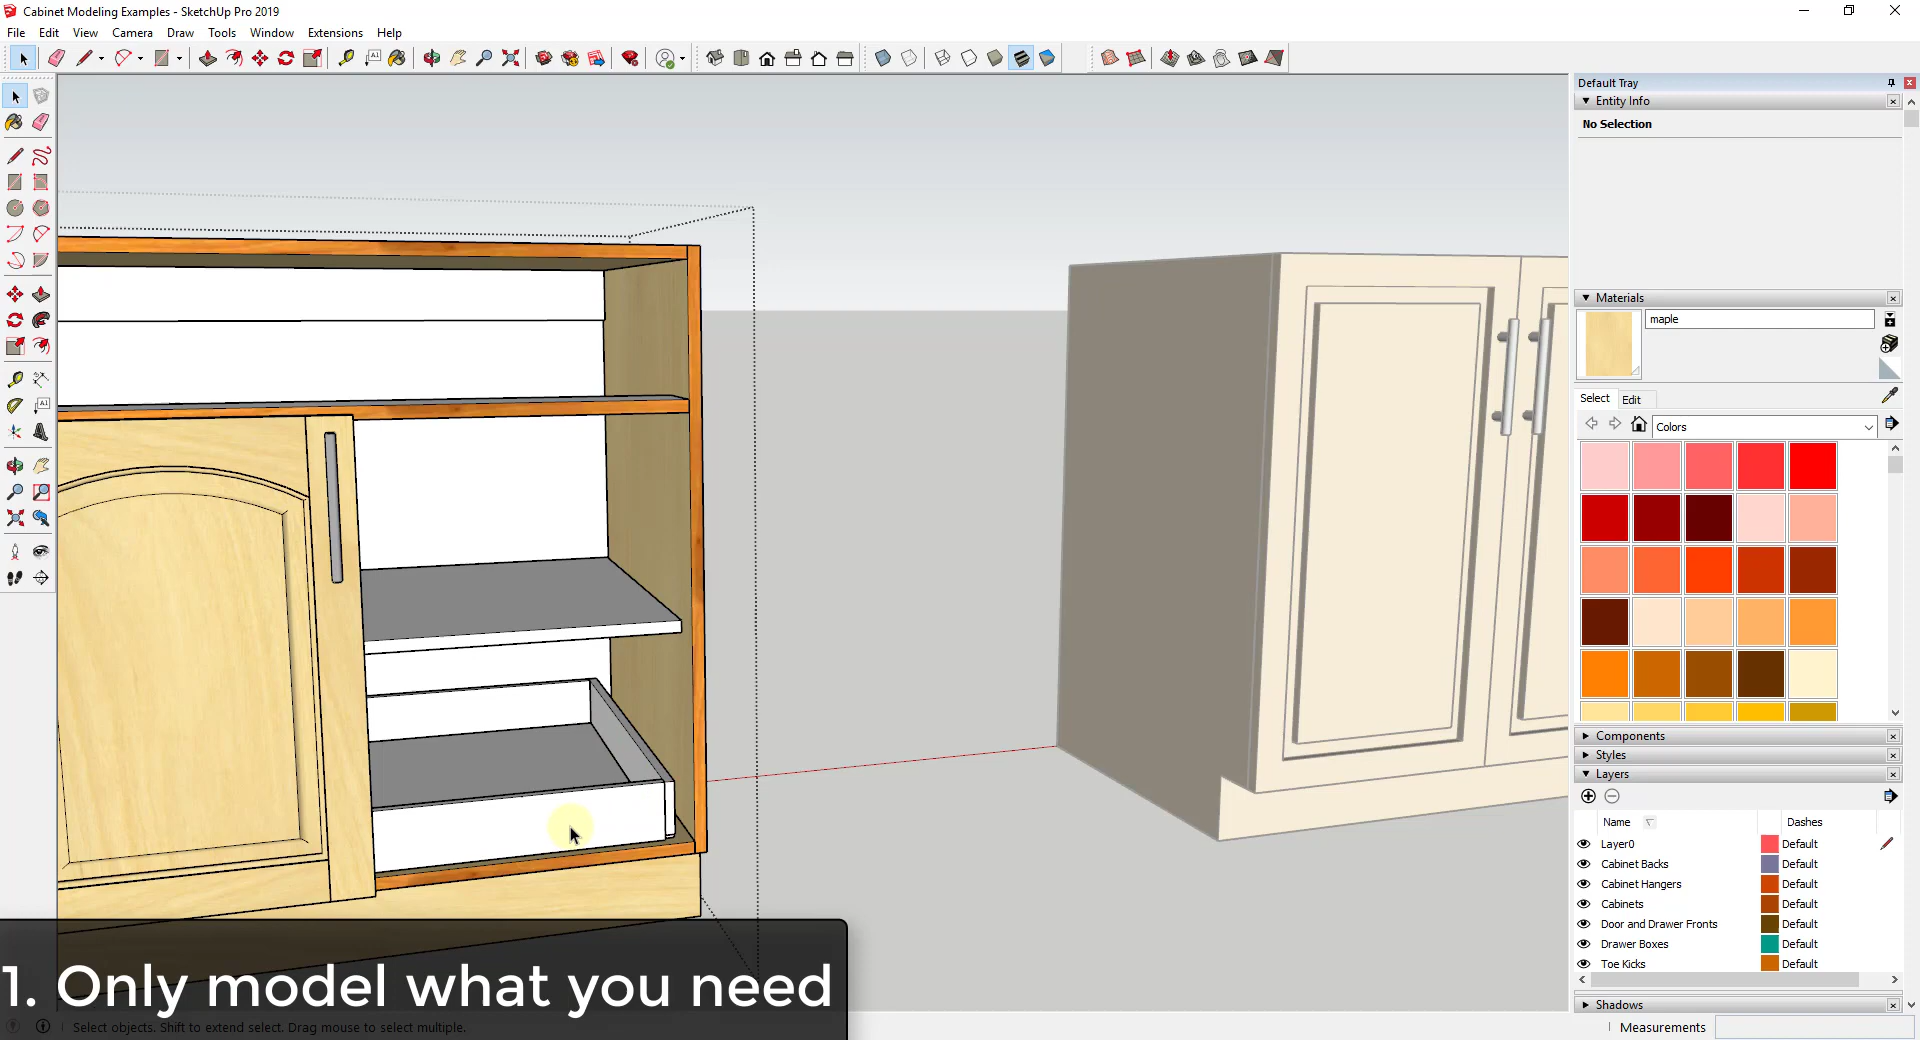 Cabinet Modeling Examples - SketchUp Pro 2019
File Edit View Camera Draw Tools Window Extensions Help
Default Tray
Entity Info
No Selection
Materials
maple
Select Edit
Colors
Components
Styles
Layers
Name Dashes
Layer0 Default
Cabinet Backs Default
Cabinet Hangers Default
Cabinets Default
Door and Drawer Fronts Default
Drawer Boxes Default
Toe Kicks Default
Shadows
1. Only model what you need
Select objects. Shift to extend select. Drag mouse to select multiple.
Measurements